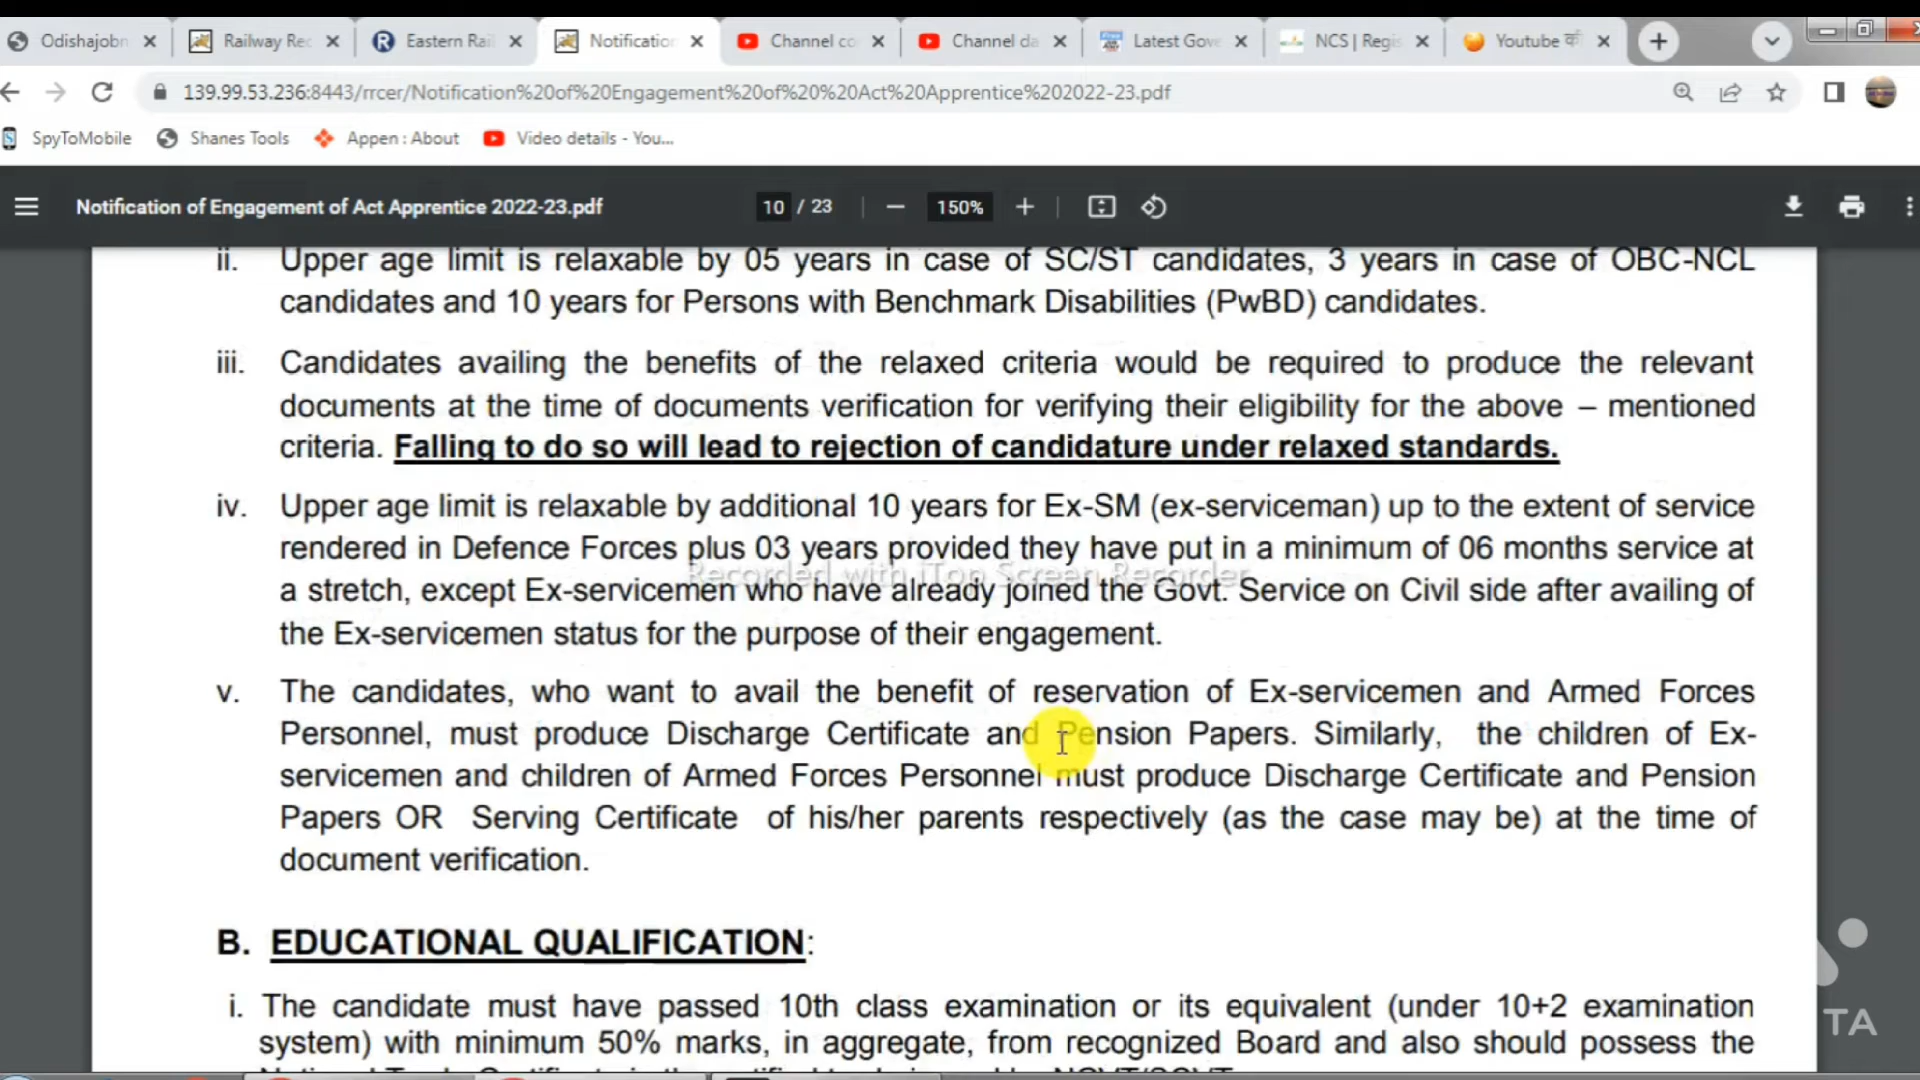 Odishajobn
Railway Rec
Eastern Rail
Notification
Channel co
Channel da
Latest Gove
NCS | Regis
Youtube की
139.99.53.236:8443/rrcer/Notification%20of%20Engagement%20of%20%20Act%20Apprentice%202022-23.pdf
SpyToMobile
Shanes Tools
Appen : About
Video details - You...
Notification of Engagement of Act Apprentice 2022-23.pdf
10 / 23
150%
ii. Upper age limit is relaxable by 05 years in case of SC/ST candidates, 3 years in case of OBC-NCL
candidates and 10 years for Persons with Benchmark Disabilities (PwBD) candidates.
iii. Candidates availing the benefits of the relaxed criteria would be required to produce the relevant
documents at the time of documents verification for verifying their eligibility for the above – mentioned
criteria. Falling to do so will lead to rejection of candidature under relaxed standards.
iv. Upper age limit is relaxable by additional 10 years for Ex-SM (ex-serviceman) up to the extent of service
rendered in Defence Forces plus 03 years provided they have put in a minimum of 06 months service at
Recorded with iTop Screen Recorder
a stretch, except Ex-servicemen who have already joined the Govt. Service on Civil side after availing of
the Ex-servicemen status for the purpose of their engagement.
v. The candidates, who want to avail the benefit of reservation of Ex-servicemen and Armed Forces
Personnel, must produce Discharge Certificate and Pension Papers. Similarly, the children of Ex-
servicemen and children of Armed Forces Personnel must produce Discharge Certificate and Pension
Papers OR Serving Certificate of his/her parents respectively (as the case may be) at the time of
document verification.
B. EDUCATIONAL QUALIFICATION:
i. The candidate must have passed 10th class examination or its equivalent (under 10+2 examination
system) with minimum 50% marks, in aggregate, from recognized Board and also should possess the
TA